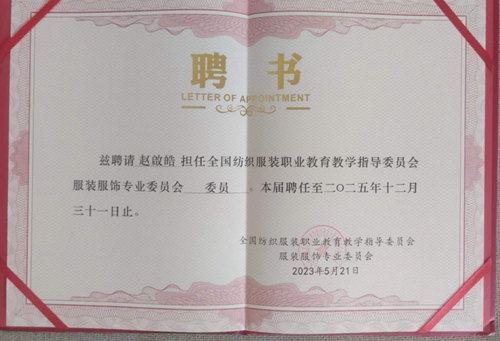 聘 书
LETTER OF APPOINTMENT
兹聘请 赵啟皓 担任全国纺织服装职业教育教学指导委员会
服装服饰专业委员会 委员 。本届聘任至二〇二五年十二月
三十一日止。
全国纺织服装职业教育教学指导委员会
服装服饰专业委员会
2023年5月21日